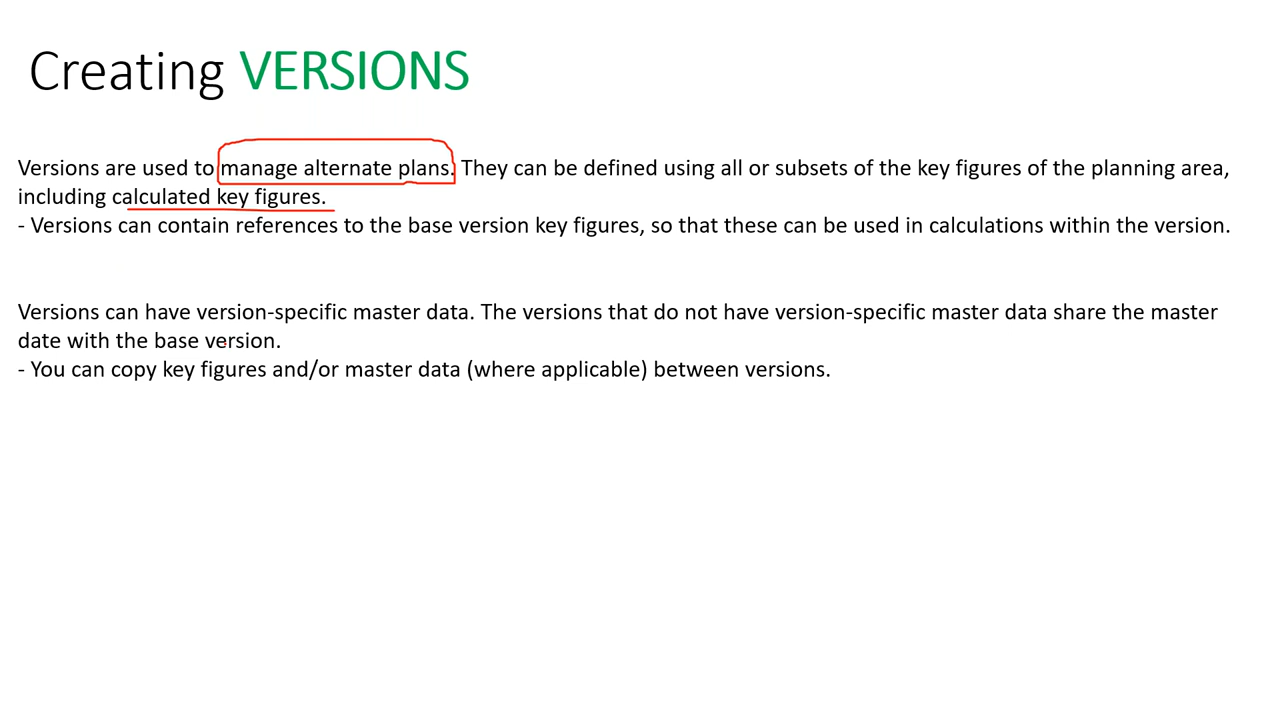 Creating VERSIONS
Versions are used to manage alternate plans. They can be defined using all or subsets of the key figures of the planning area,
including calculated key figures.
- Versions can contain references to the base version key figures, so that these can be used in calculations within the version.
Versions can have version-specific master data. The versions that do not have version-specific master data share the master
date with the base version.
- You can copy key figures and/or master data (where applicable) between versions.